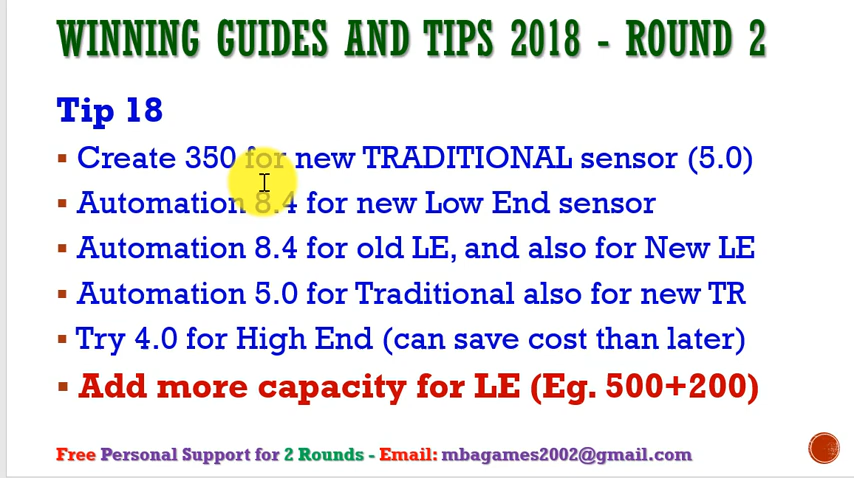 WINNING GUIDES AND TIPS 2018 - ROUND 2
Tip 18
▪ Create 350 for new TRADITIONAL sensor (5.0)
▪ Automation 8.4 for new Low End sensor
▪ Automation 8.4 for old LE, and also for New LE
▪ Automation 5.0 for Traditional also for new TR
▪ Try 4.0 for High End (can save cost than later)
▪ Add more capacity for LE (Eg. 500+200)
Free Personal Support for 2 Rounds - Email: mbagames2002@gmail.com